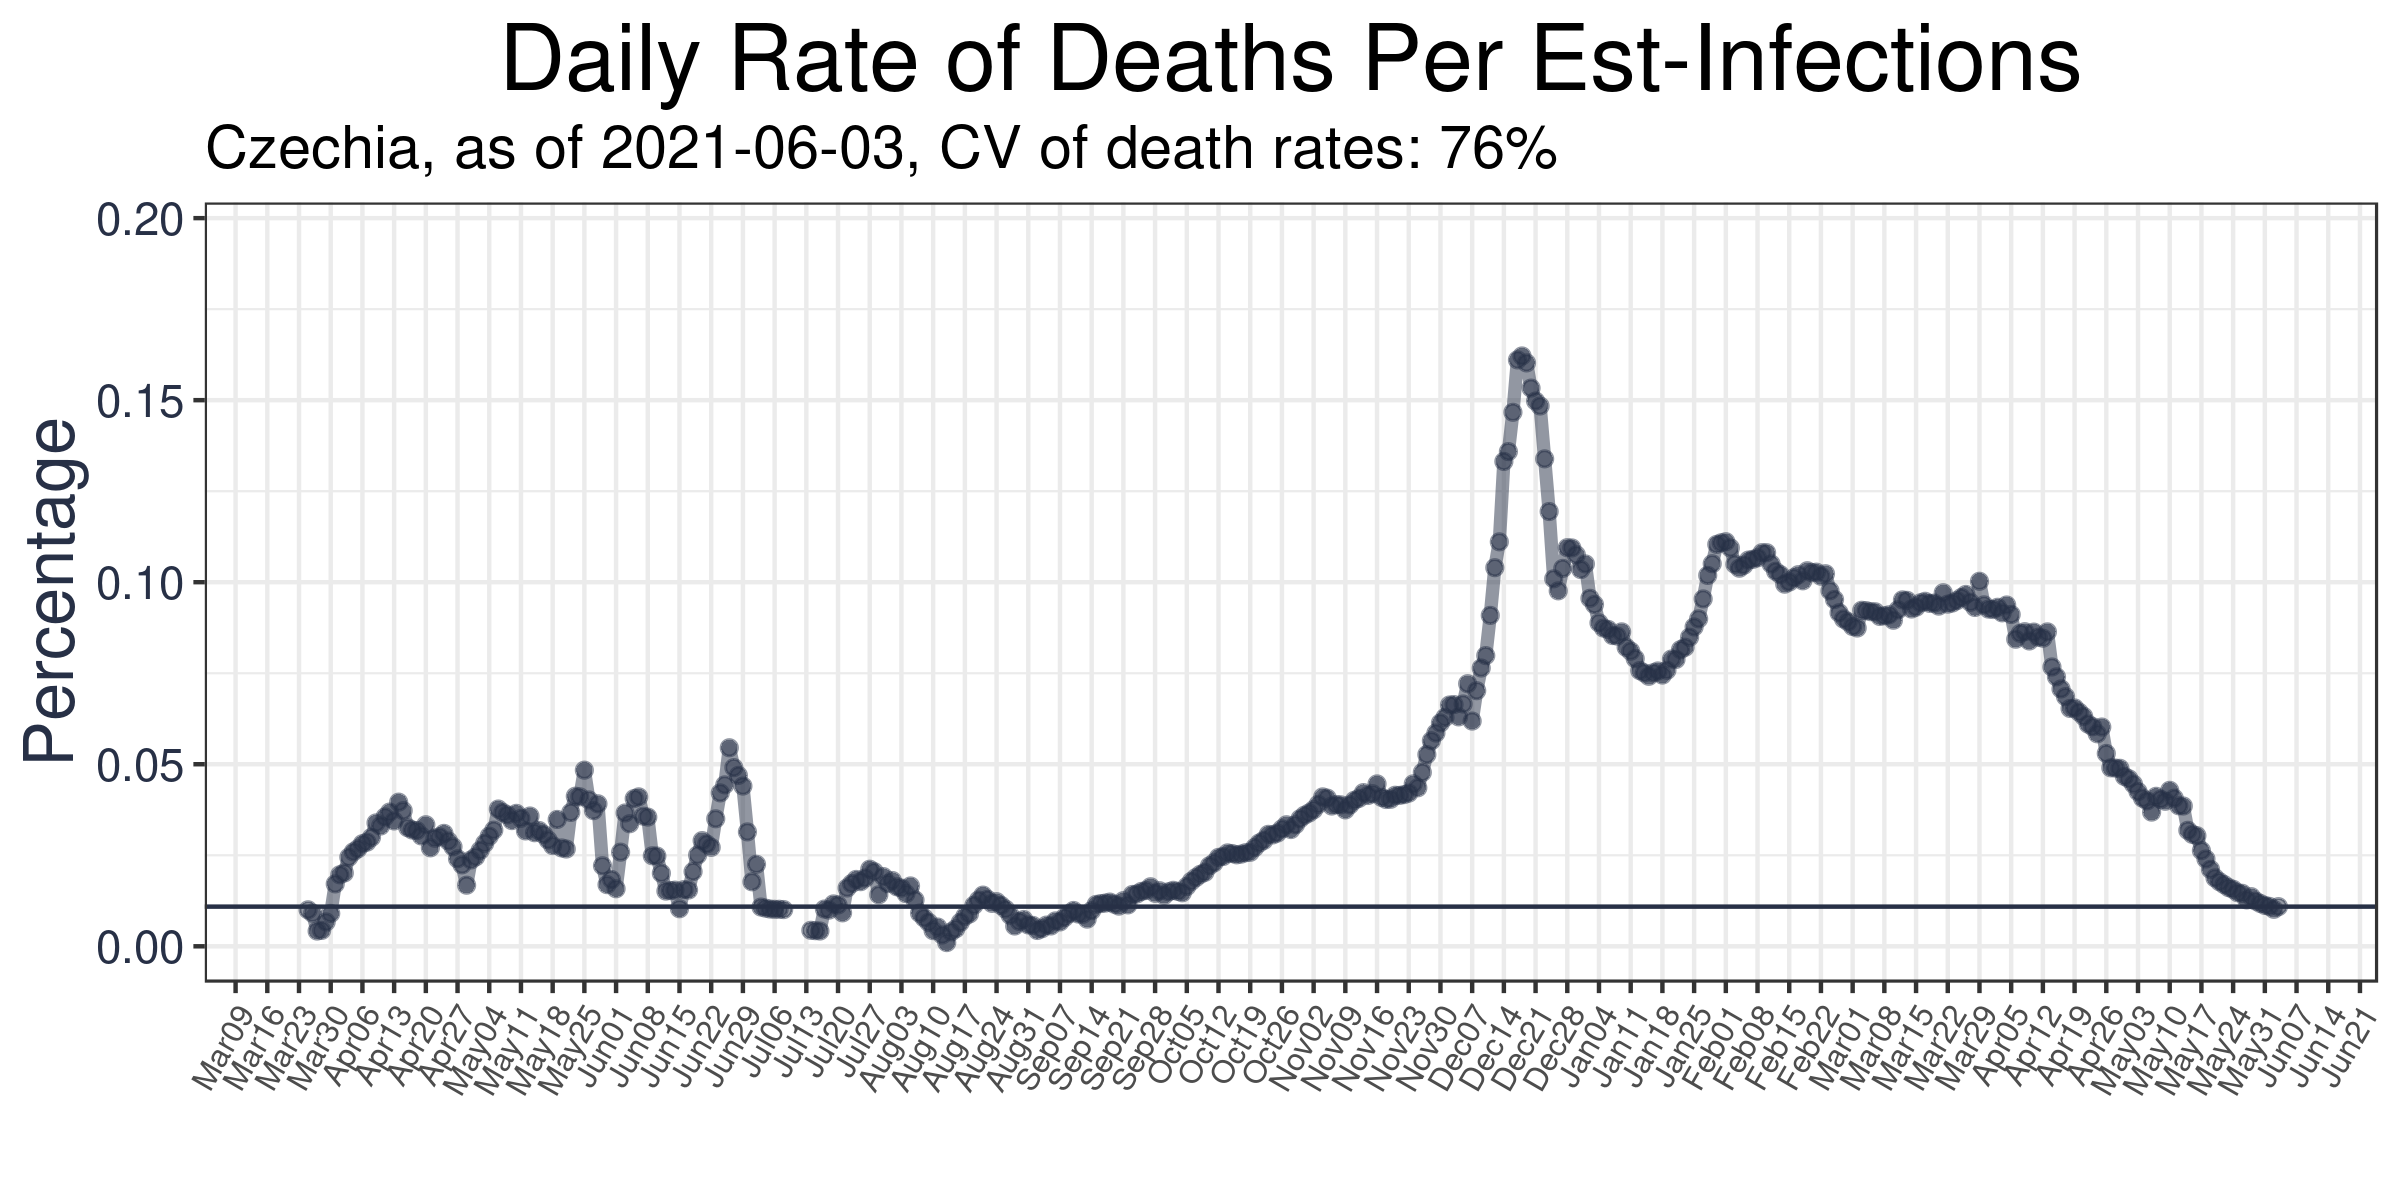 Daily Rate of Deaths Per Est-Infections
Czechia, as of 2021-06-03, CV of death rates: 76%
Percentage
0.20
0.15
0.10
0.05
0.00
Mar09
Mar16
Mar23
Mar30
Apr06
Apr13
Apr20
Apr27
May04
May11
May18
May25
Jun01
Jun08
Jun15
Jun22
Jun29
Jul06
Jul13
Jul20
Jul27
Aug03
Aug10
Aug17
Aug24
Aug31
Sep07
Sep14
Sep21
Sep28
Oct05
Oct12
Oct19
Oct26
Nov02
Nov09
Nov16
Nov23
Nov30
Dec07
Dec14
Dec21
Dec28
Jan04
Jan11
Jan18
Jan25
Feb01
Feb08
Feb15
Feb22
Mar01
Mar08
Mar15
Mar22
Mar29
Apr05
Apr12
Apr19
Apr26
May03
May10
May17
May24
May31
Jun07
Jun14
Jun21